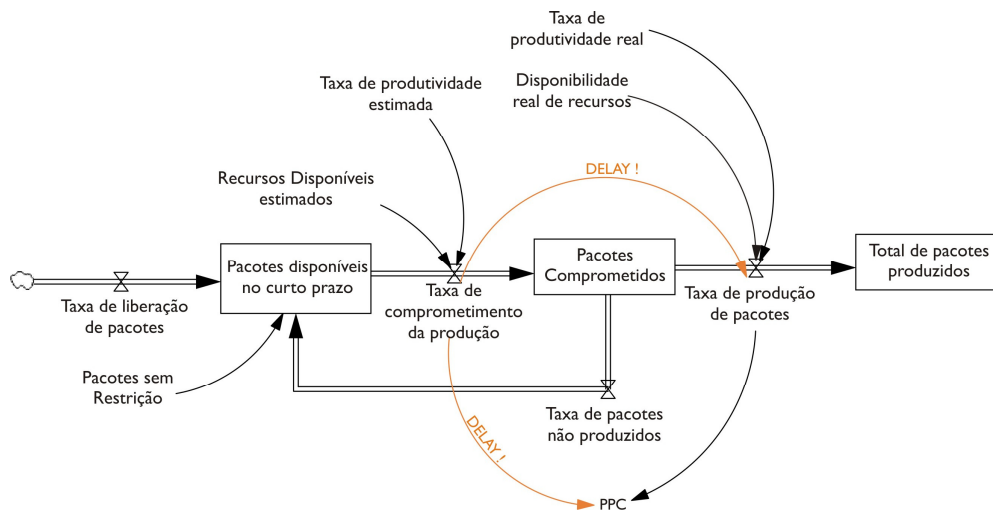 Taxa de
produtividade real
Taxa de produtividade
estimada
Disponibilidade
real de recursos
DELAY !
Recursos Disponíveis
estimados
Pacotes disponíveis
no curto prazo
Pacotes
Comprometidos
Total de pacotes
produzidos
Taxa de liberação
de pacotes
Taxa de
comprometimento
da produção
Taxa de produção
de pacotes
Pacotes sem
Restrição
Taxa de pacotes
não produzidos
DELAY !
PPC